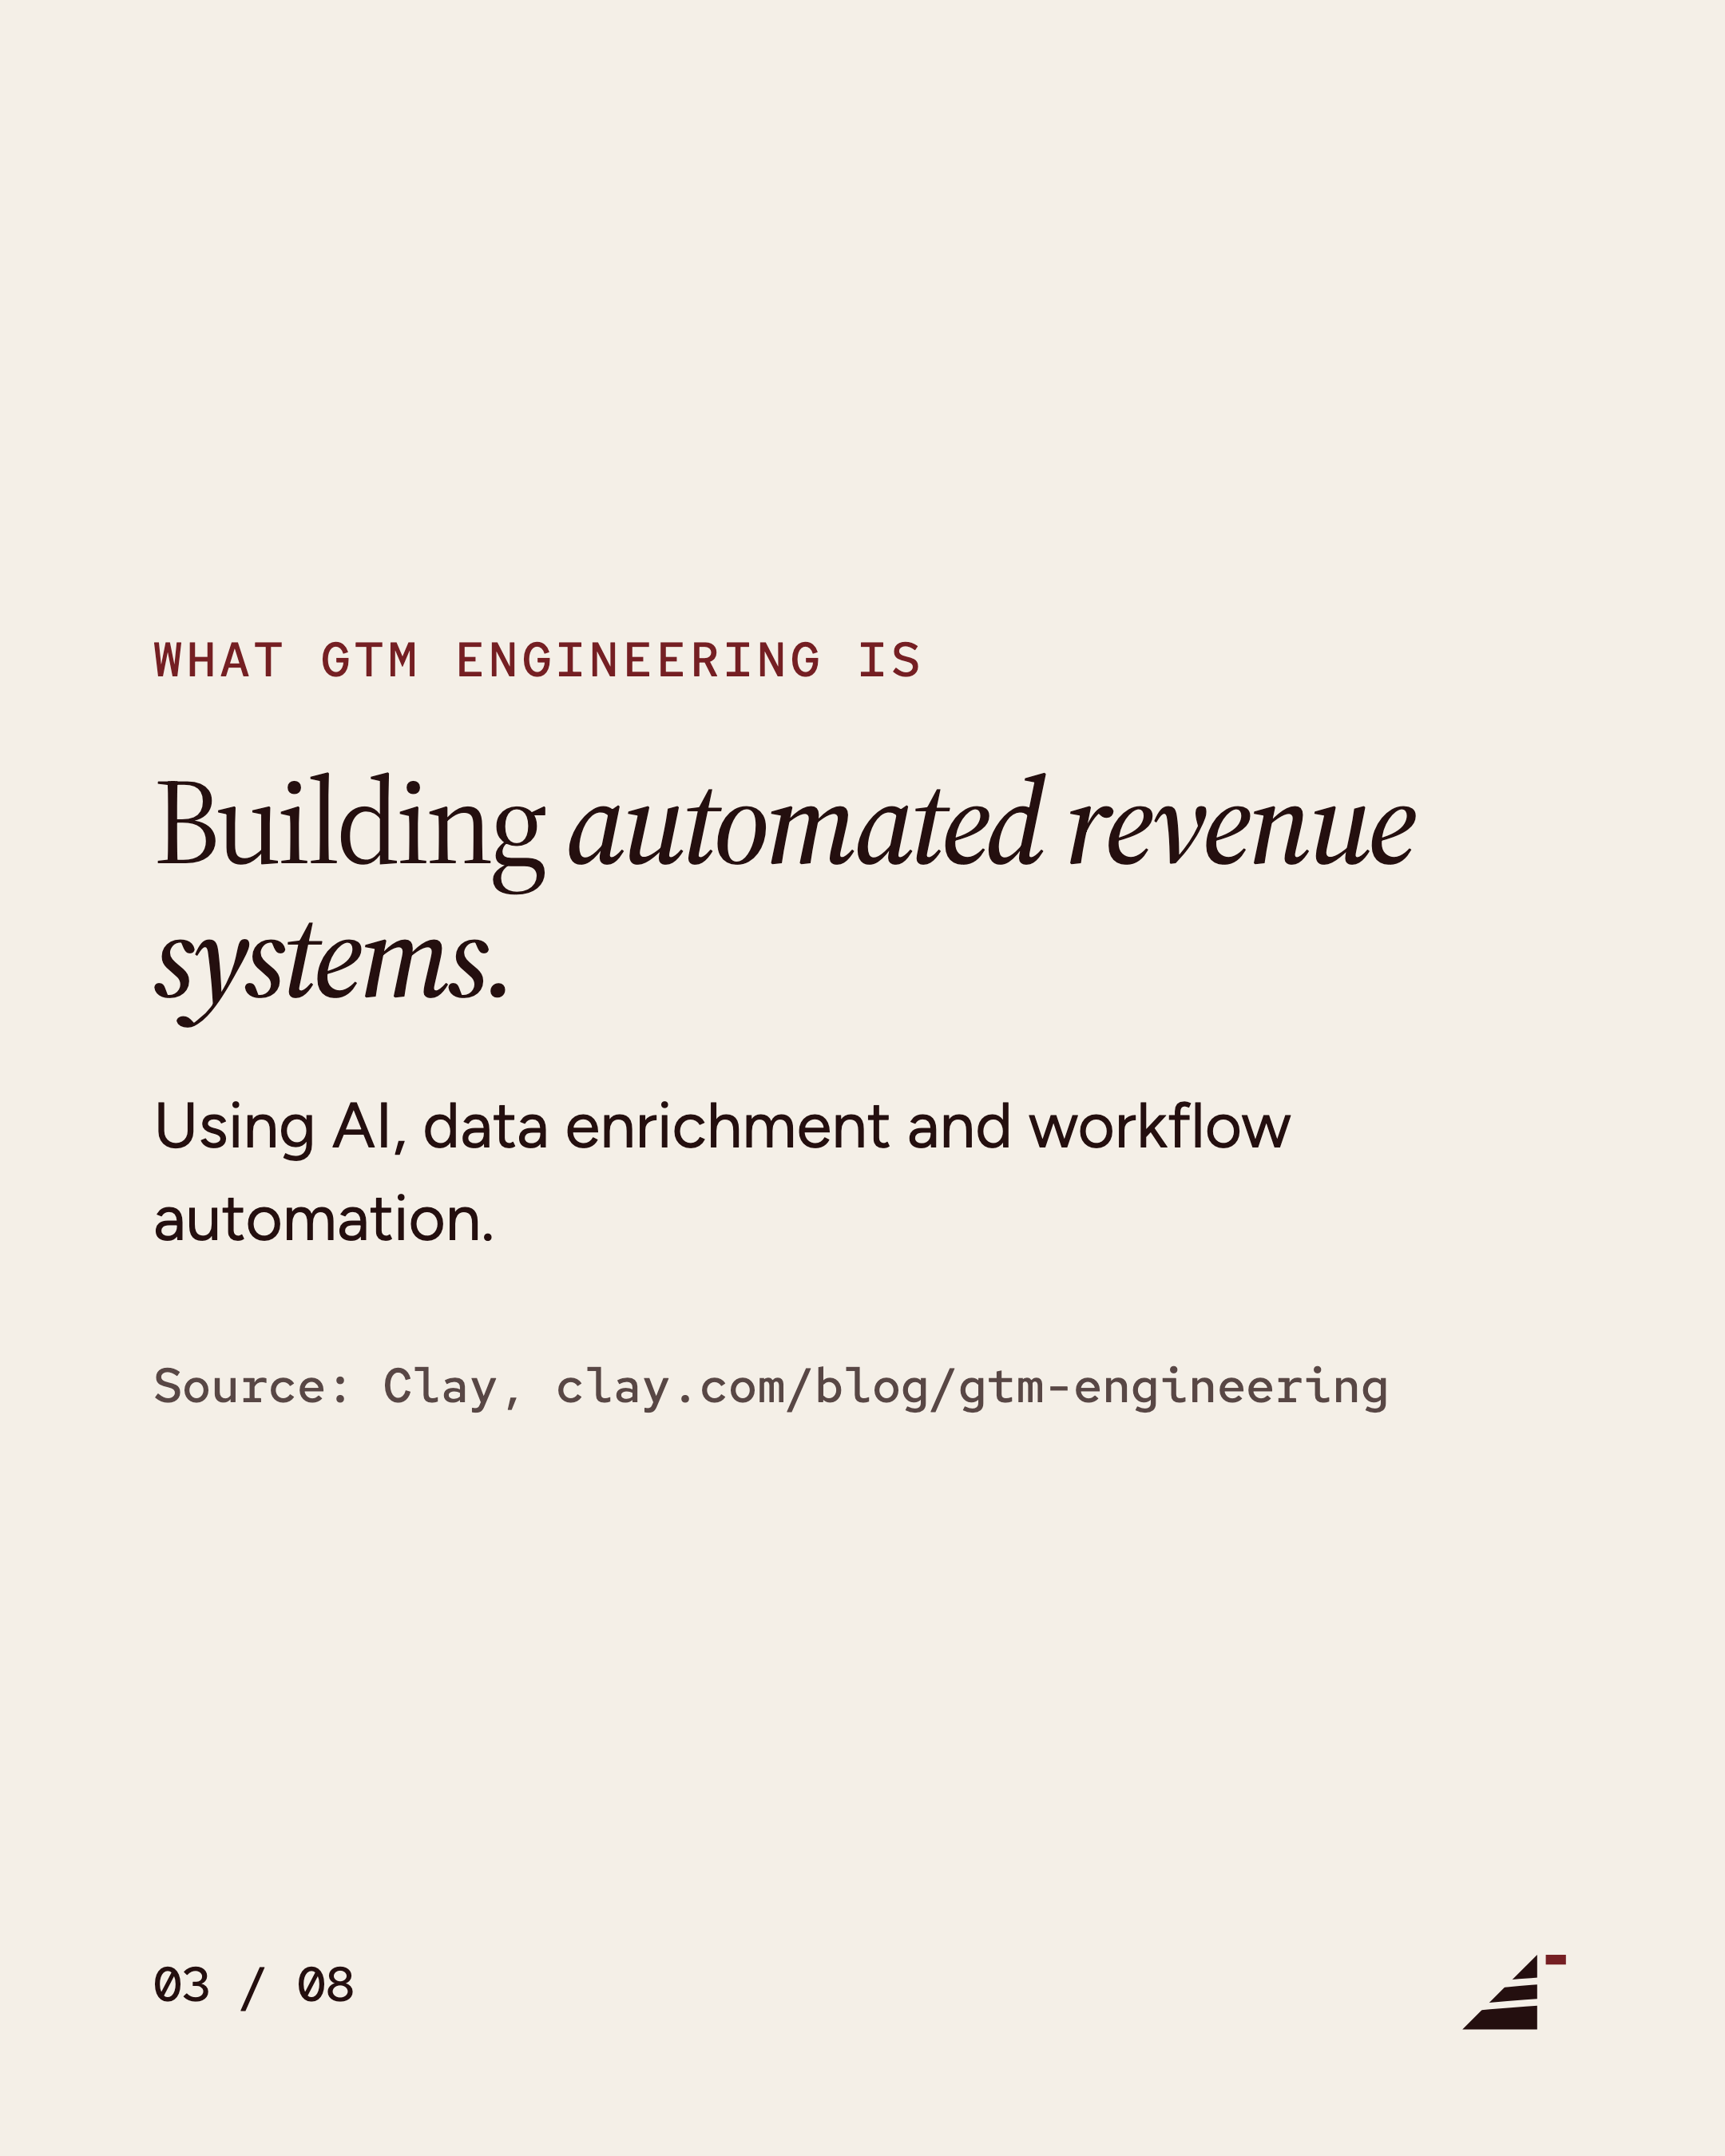 WHAT GTM ENGINEERING IS
Building automated revenue
systems.
Using AI, data enrichment and workflow
automation.
Source: Clay, clay.com/blog/gtm-engineering
03 / 08